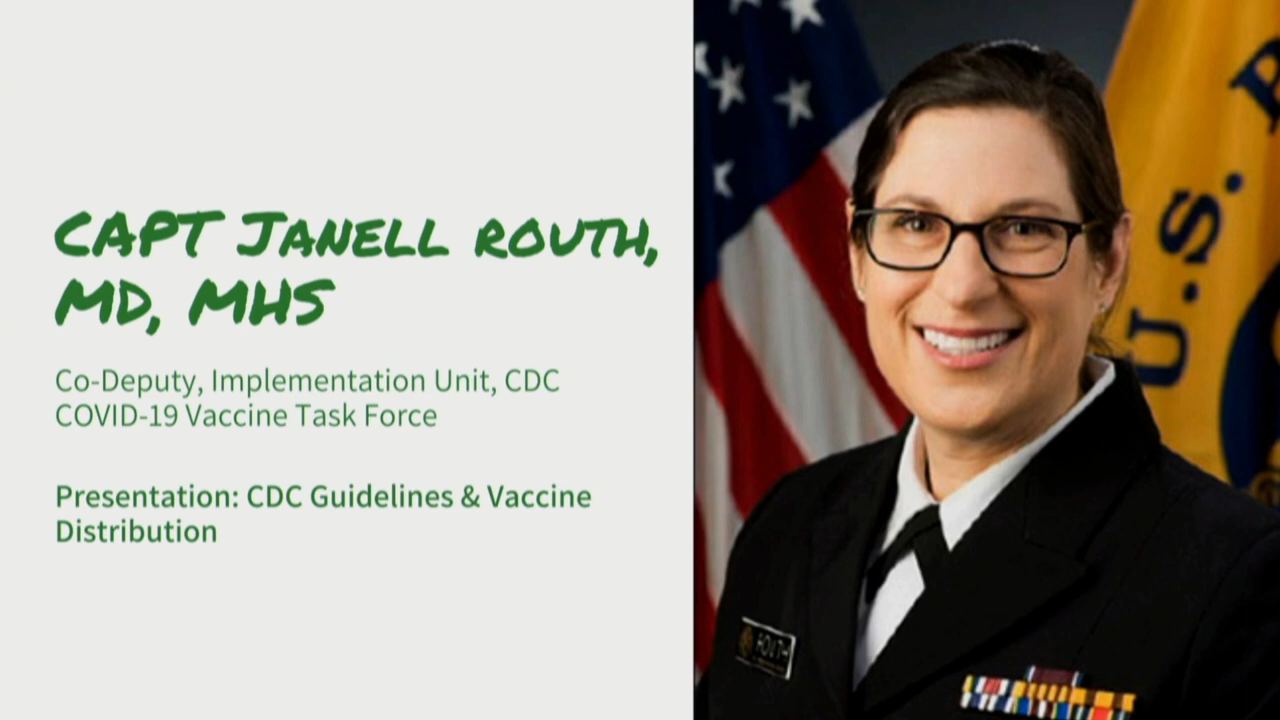 CAPT JANELL ROUTH,
MD, MHS
Co-Deputy, Implementation Unit, CDC
COVID-19 Vaccine Task Force
Presentation: CDC Guidelines & Vaccine
Distribution
U.S. P
ROUTH